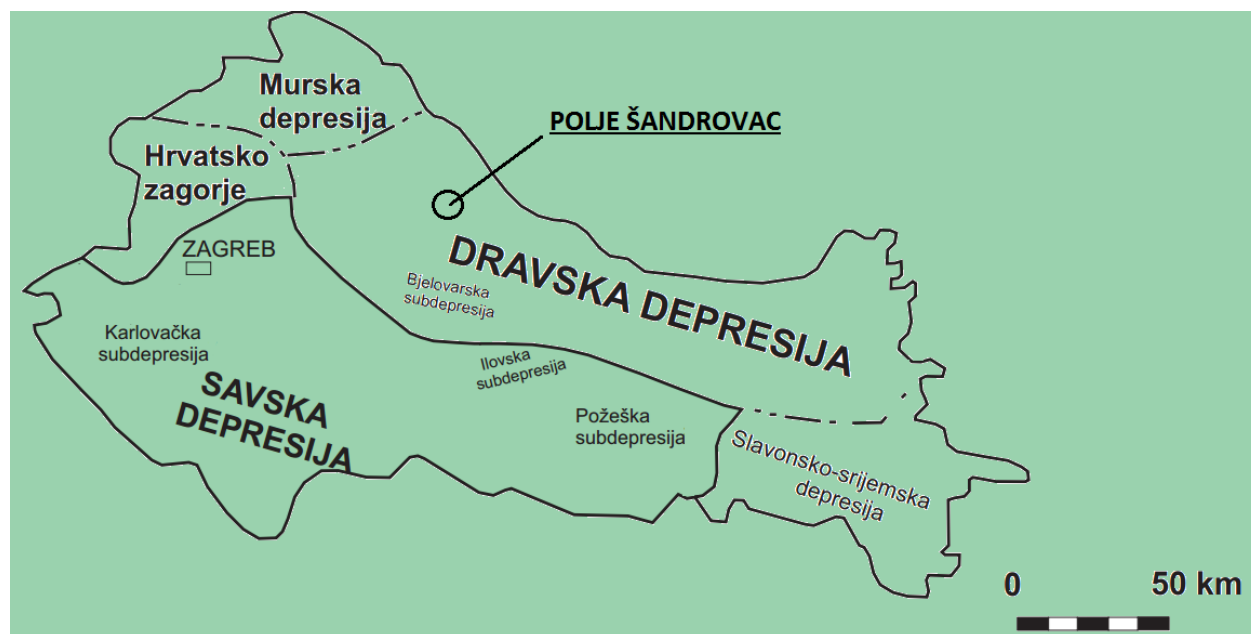 Murska
depresija
POLJE ŠANDROVAC
Hrvatsko
zagorje
ZAGREB
DRAVSKA DEPRESIJA
Bjelovarska
subdepresija
Karlovačka
subdepresija
Ilovska
subdepresija
SAVSKA
DEPRESIJA
Požeška
subdepresija
Slavonsko-srijemska
depresija
0
50 km